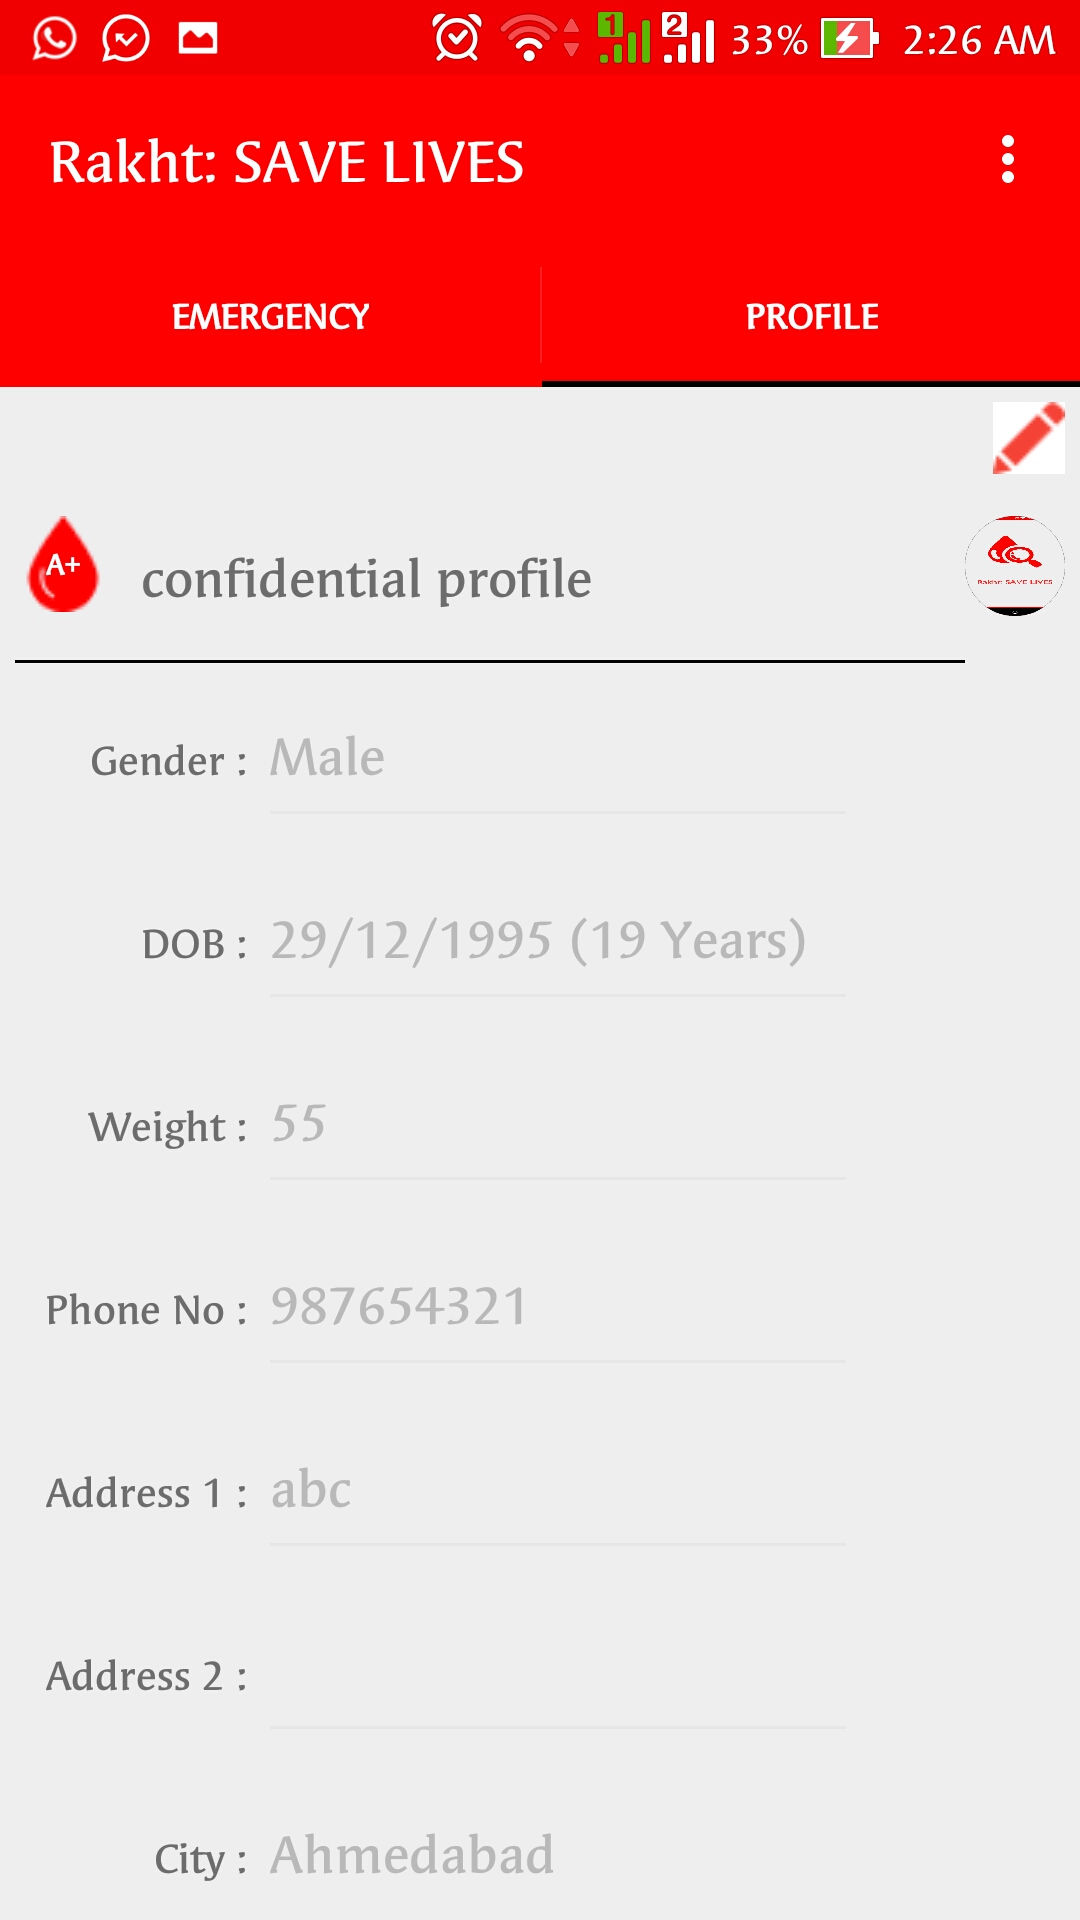 1 2 33% 2:26 AM
Rakht: SAVE LIVES
EMERGENCY PROFILE
A+ confidential profile
Rakht: SAVE LIVES
Gender : Male
DOB : 29/12/1995 (19 Years)
Weight : 55
Phone No : 987654321
Address 1 : abc
Address 2 :
City : Ahmedabad